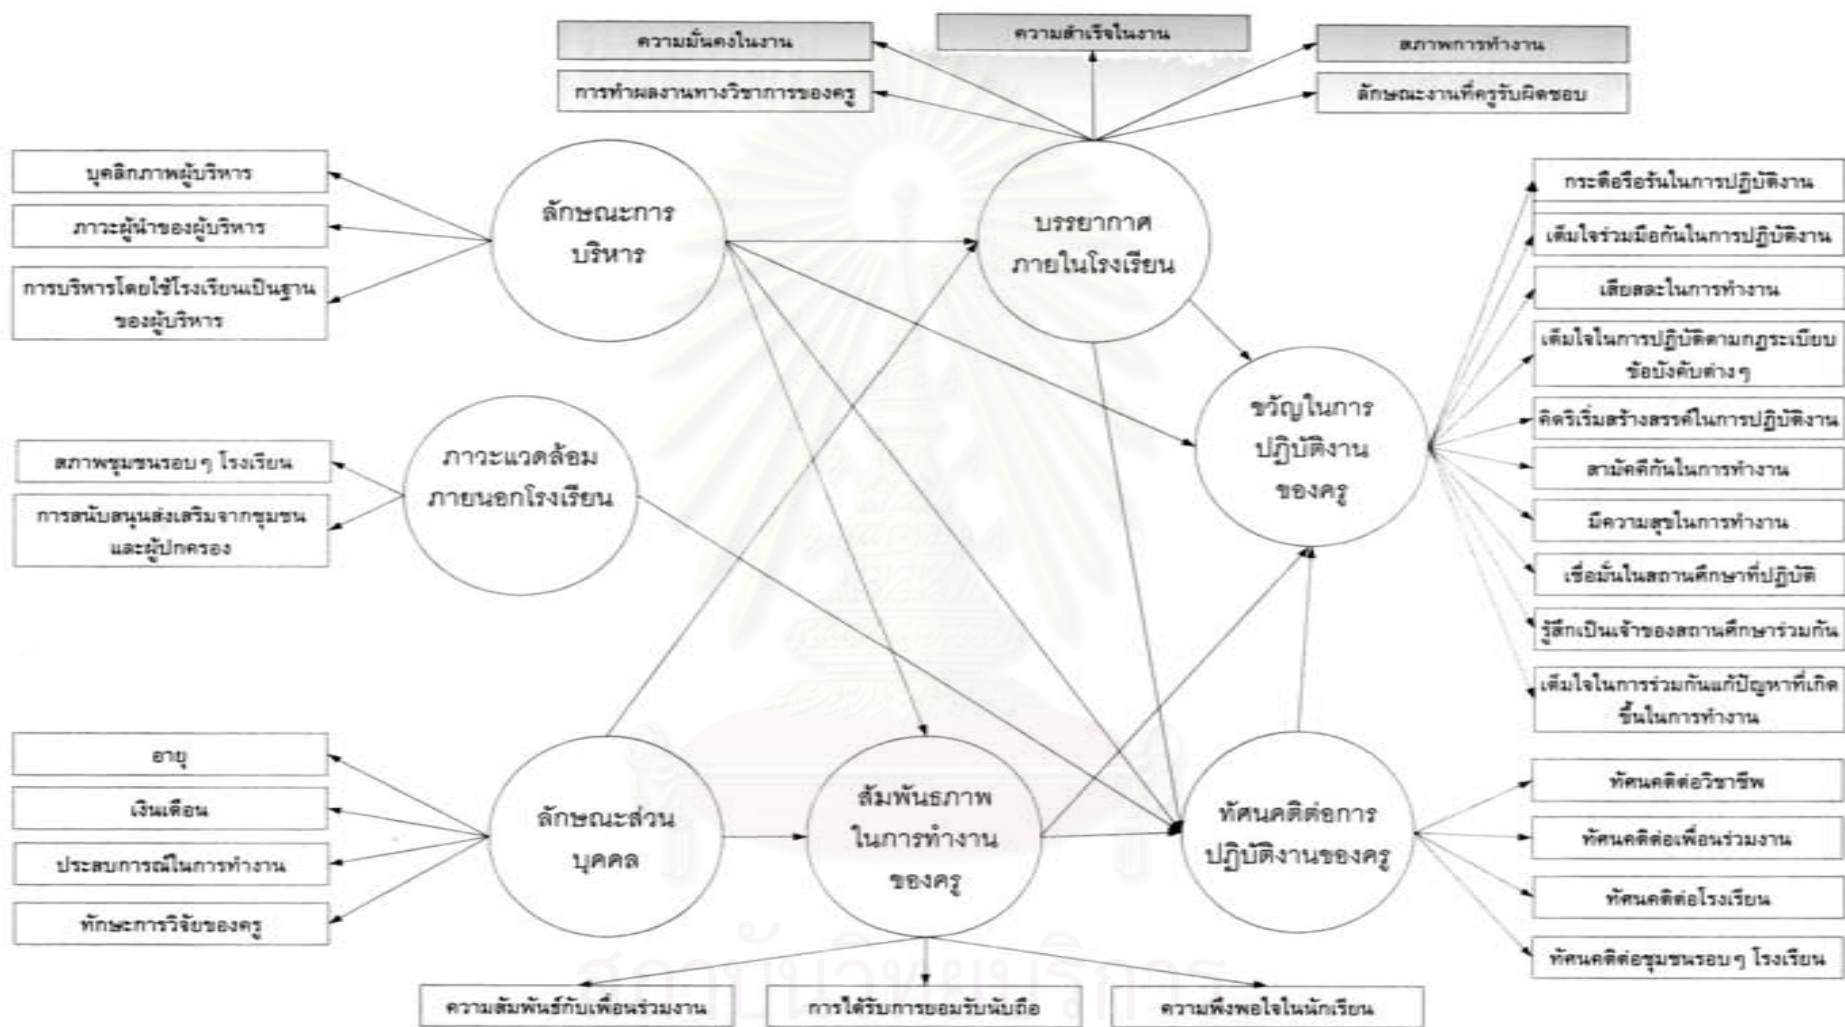 ความมั่นคงในงาน
ความสำเร็จในงาน
สภาพการทำงาน
การทำผลงานทางวิชาการของครู
ลักษณะงานที่ครูรับผิดชอบ
บุคลิกภาพผู้บริหาร
ภาวะผู้นำของผู้บริหาร
การบริหารโดยใช้โรงเรียนเป็นฐาน
ของผู้บริหาร
ลักษณะการ
บริหาร
บรรยากาศ
ภายในโรงเรียน
กระตือรือร้นในการปฏิบัติงาน
เต็มใจร่วมมือกันในการปฏิบัติงาน
เสียสละในการทำงาน
เต็มใจในการปฏิบัติตามกฎระเบียบ
ข้อบังคับต่างๆ
คิดริเริ่มสร้างสรรค์ในการปฏิบัติงาน
สามัคคีกันในการทำงาน
มีความสุขในการทำงาน
เชื่อมั่นในสถานศึกษาที่ปฏิบัติ
รู้สึกเป็นเจ้าของสถานศึกษาร่วมกัน
เต็มใจในการร่วมกันแก้ปัญหาที่เกิด
ขึ้นในการทำงาน
ขวัญในการ
ปฏิบัติงาน
ของครู
สภาพชุมชนรอบๆ โรงเรียน
การสนับสนุนส่งเสริมจากชุมชน
และผู้ปกครอง
ภาวะแวดล้อม
ภายนอกโรงเรียน
อายุ
เงินเดือน
ประสบการณ์ในการทำงาน
ทักษะการวิจัยของครู
ลักษณะส่วน
บุคคล
สัมพันธภาพ
ในการทำงาน
ของครู
ทัศนคติต่อการ
ปฏิบัติงานของครู
ทัศนคติต่อวิชาชีพ
ทัศนคติต่อเพื่อนร่วมงาน
ทัศนคติต่อโรงเรียน
ทัศนคติต่อชุมชนรอบๆ โรงเรียน
ความสัมพันธ์กับเพื่อนร่วมงาน
การได้รับการยอมรับนับถือ
ความพึงพอใจในนักเรียน
สถาบันวิทยบริการ